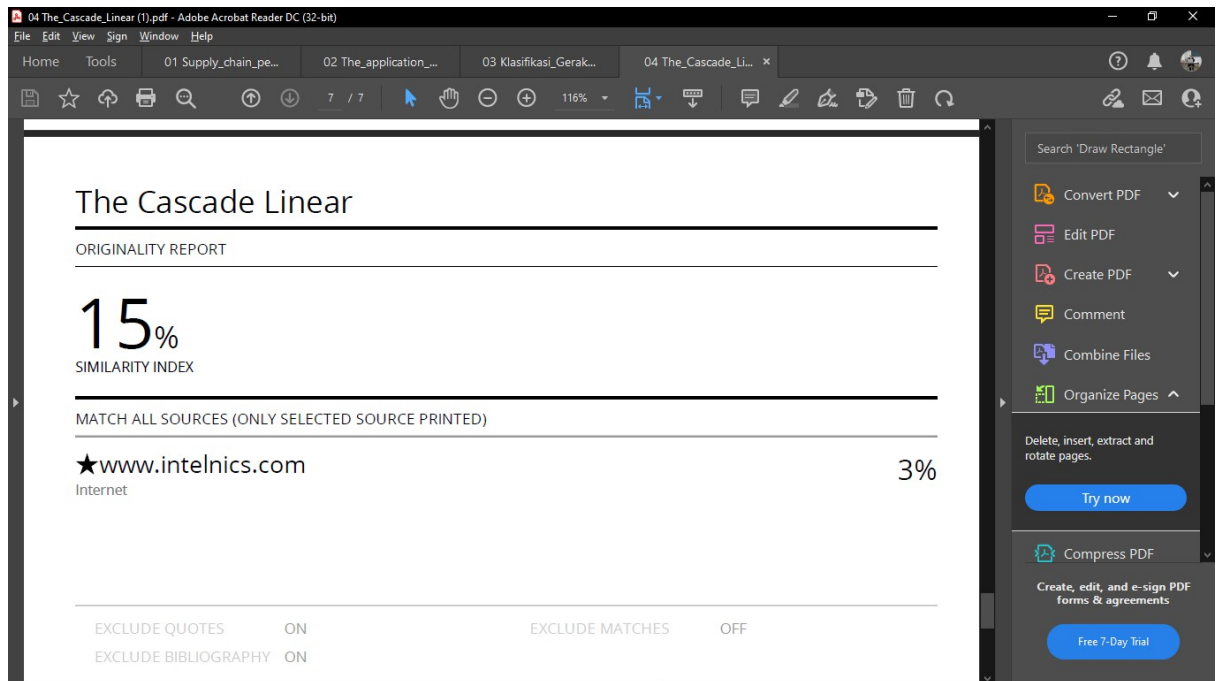 04 The_Cascade_Linear (1).pdf - Adobe Acrobat Reader DC (32-bit)
File Edit View Sign Window Help
Home Tools 01 Supply_chain_pe... 02 The_application_... 03 Klasifikasi_Gerak... 04 The_Cascade_Li... ×
7 / 7 116%
The Cascade Linear
ORIGINALITY REPORT
15%
SIMILARITY INDEX
MATCH ALL SOURCES (ONLY SELECTED SOURCE PRINTED)
★www.intelnics.com 3%
Internet
EXCLUDE QUOTES ON EXCLUDE MATCHES OFF
EXCLUDE BIBLIOGRAPHY ON
Search 'Draw Rectangle'
Convert PDF
Edit PDF
Create PDF
Comment
Combine Files
Organize Pages
Delete, insert, extract and
rotate pages.
Try now
Compress PDF
Create, edit, and e-sign PDF
forms & agreements
Free 7-Day Trial